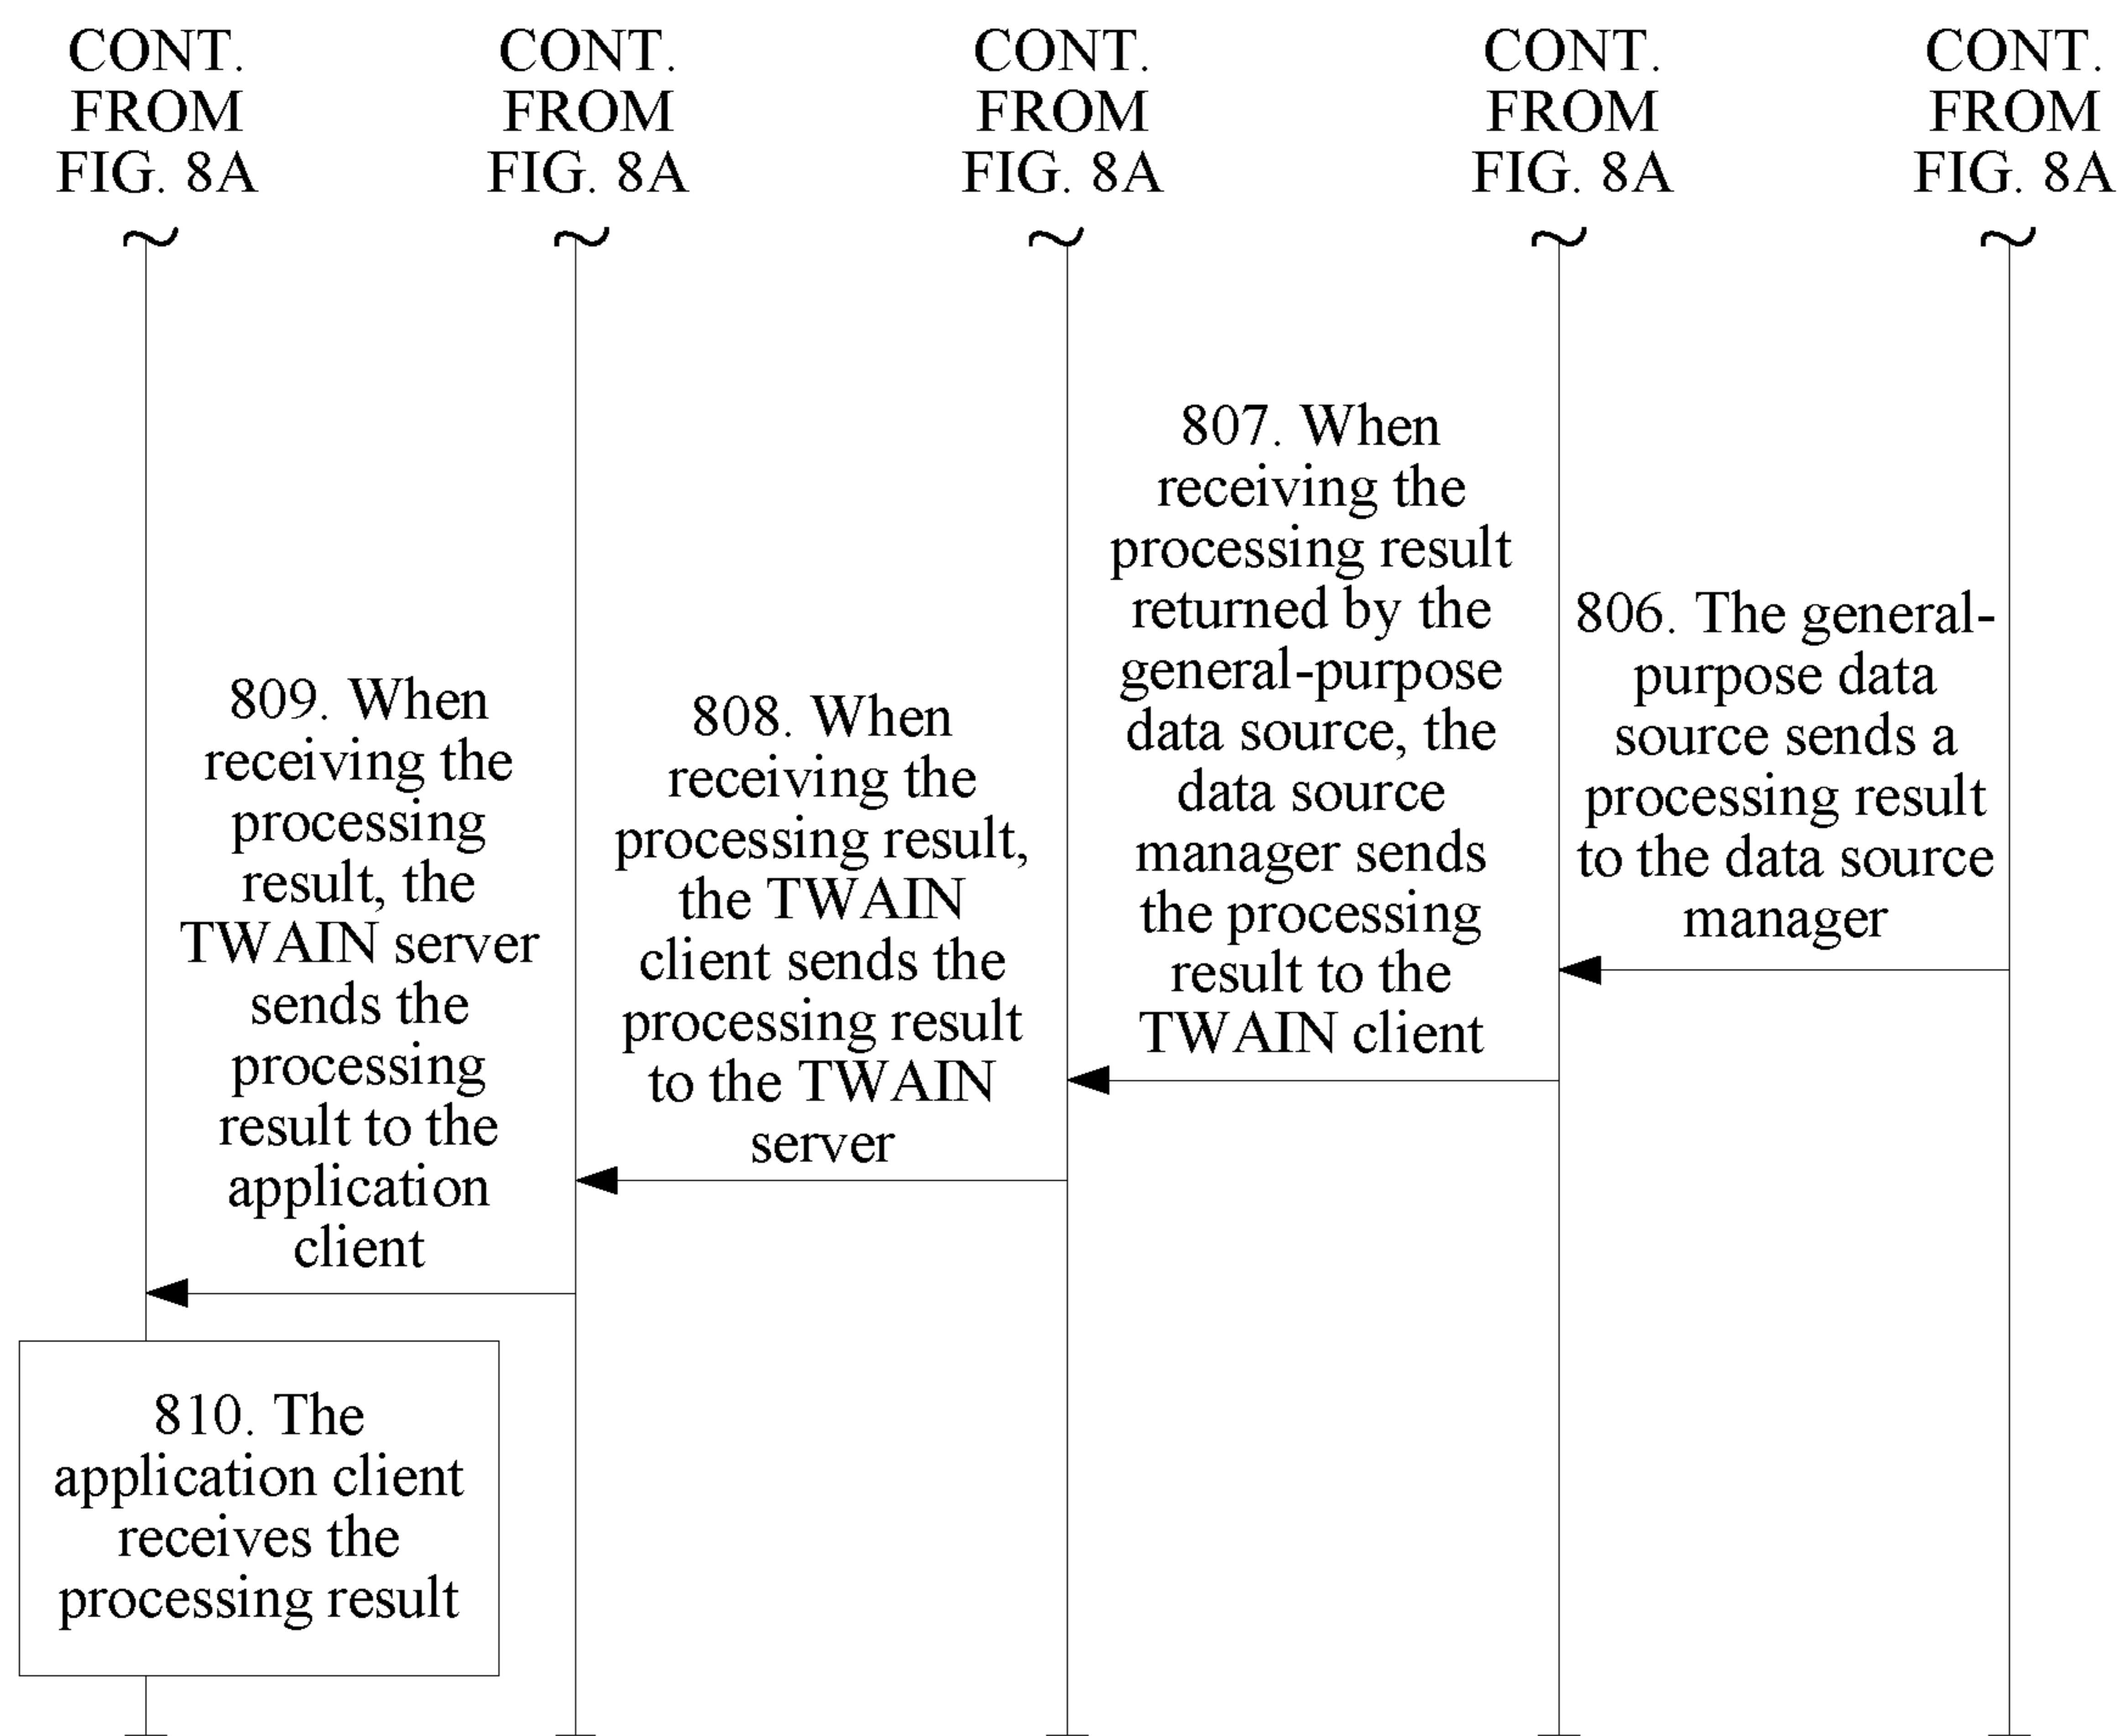 CONT.
FROM
FIG. 8A
CONT.
FROM
FIG. 8A
CONT.
FROM
FIG. 8A
CONT.
FROM
FIG. 8A
CONT.
FROM
FIG. 8A
806. The general-
purpose data
source sends a
processing result
to the data source
manager
807. When
receiving the
processing result
returned by the
general-purpose
data source, the
data source
manager sends
the processing
result to the
TWAIN client
808. When
receiving the
processing result,
the TWAIN
client sends the
processing result
to the TWAIN
server
809. When
receiving the
processing
result, the
TWAIN server
sends the
processing
result to the
application
client
810. The
application client
receives the
processing result